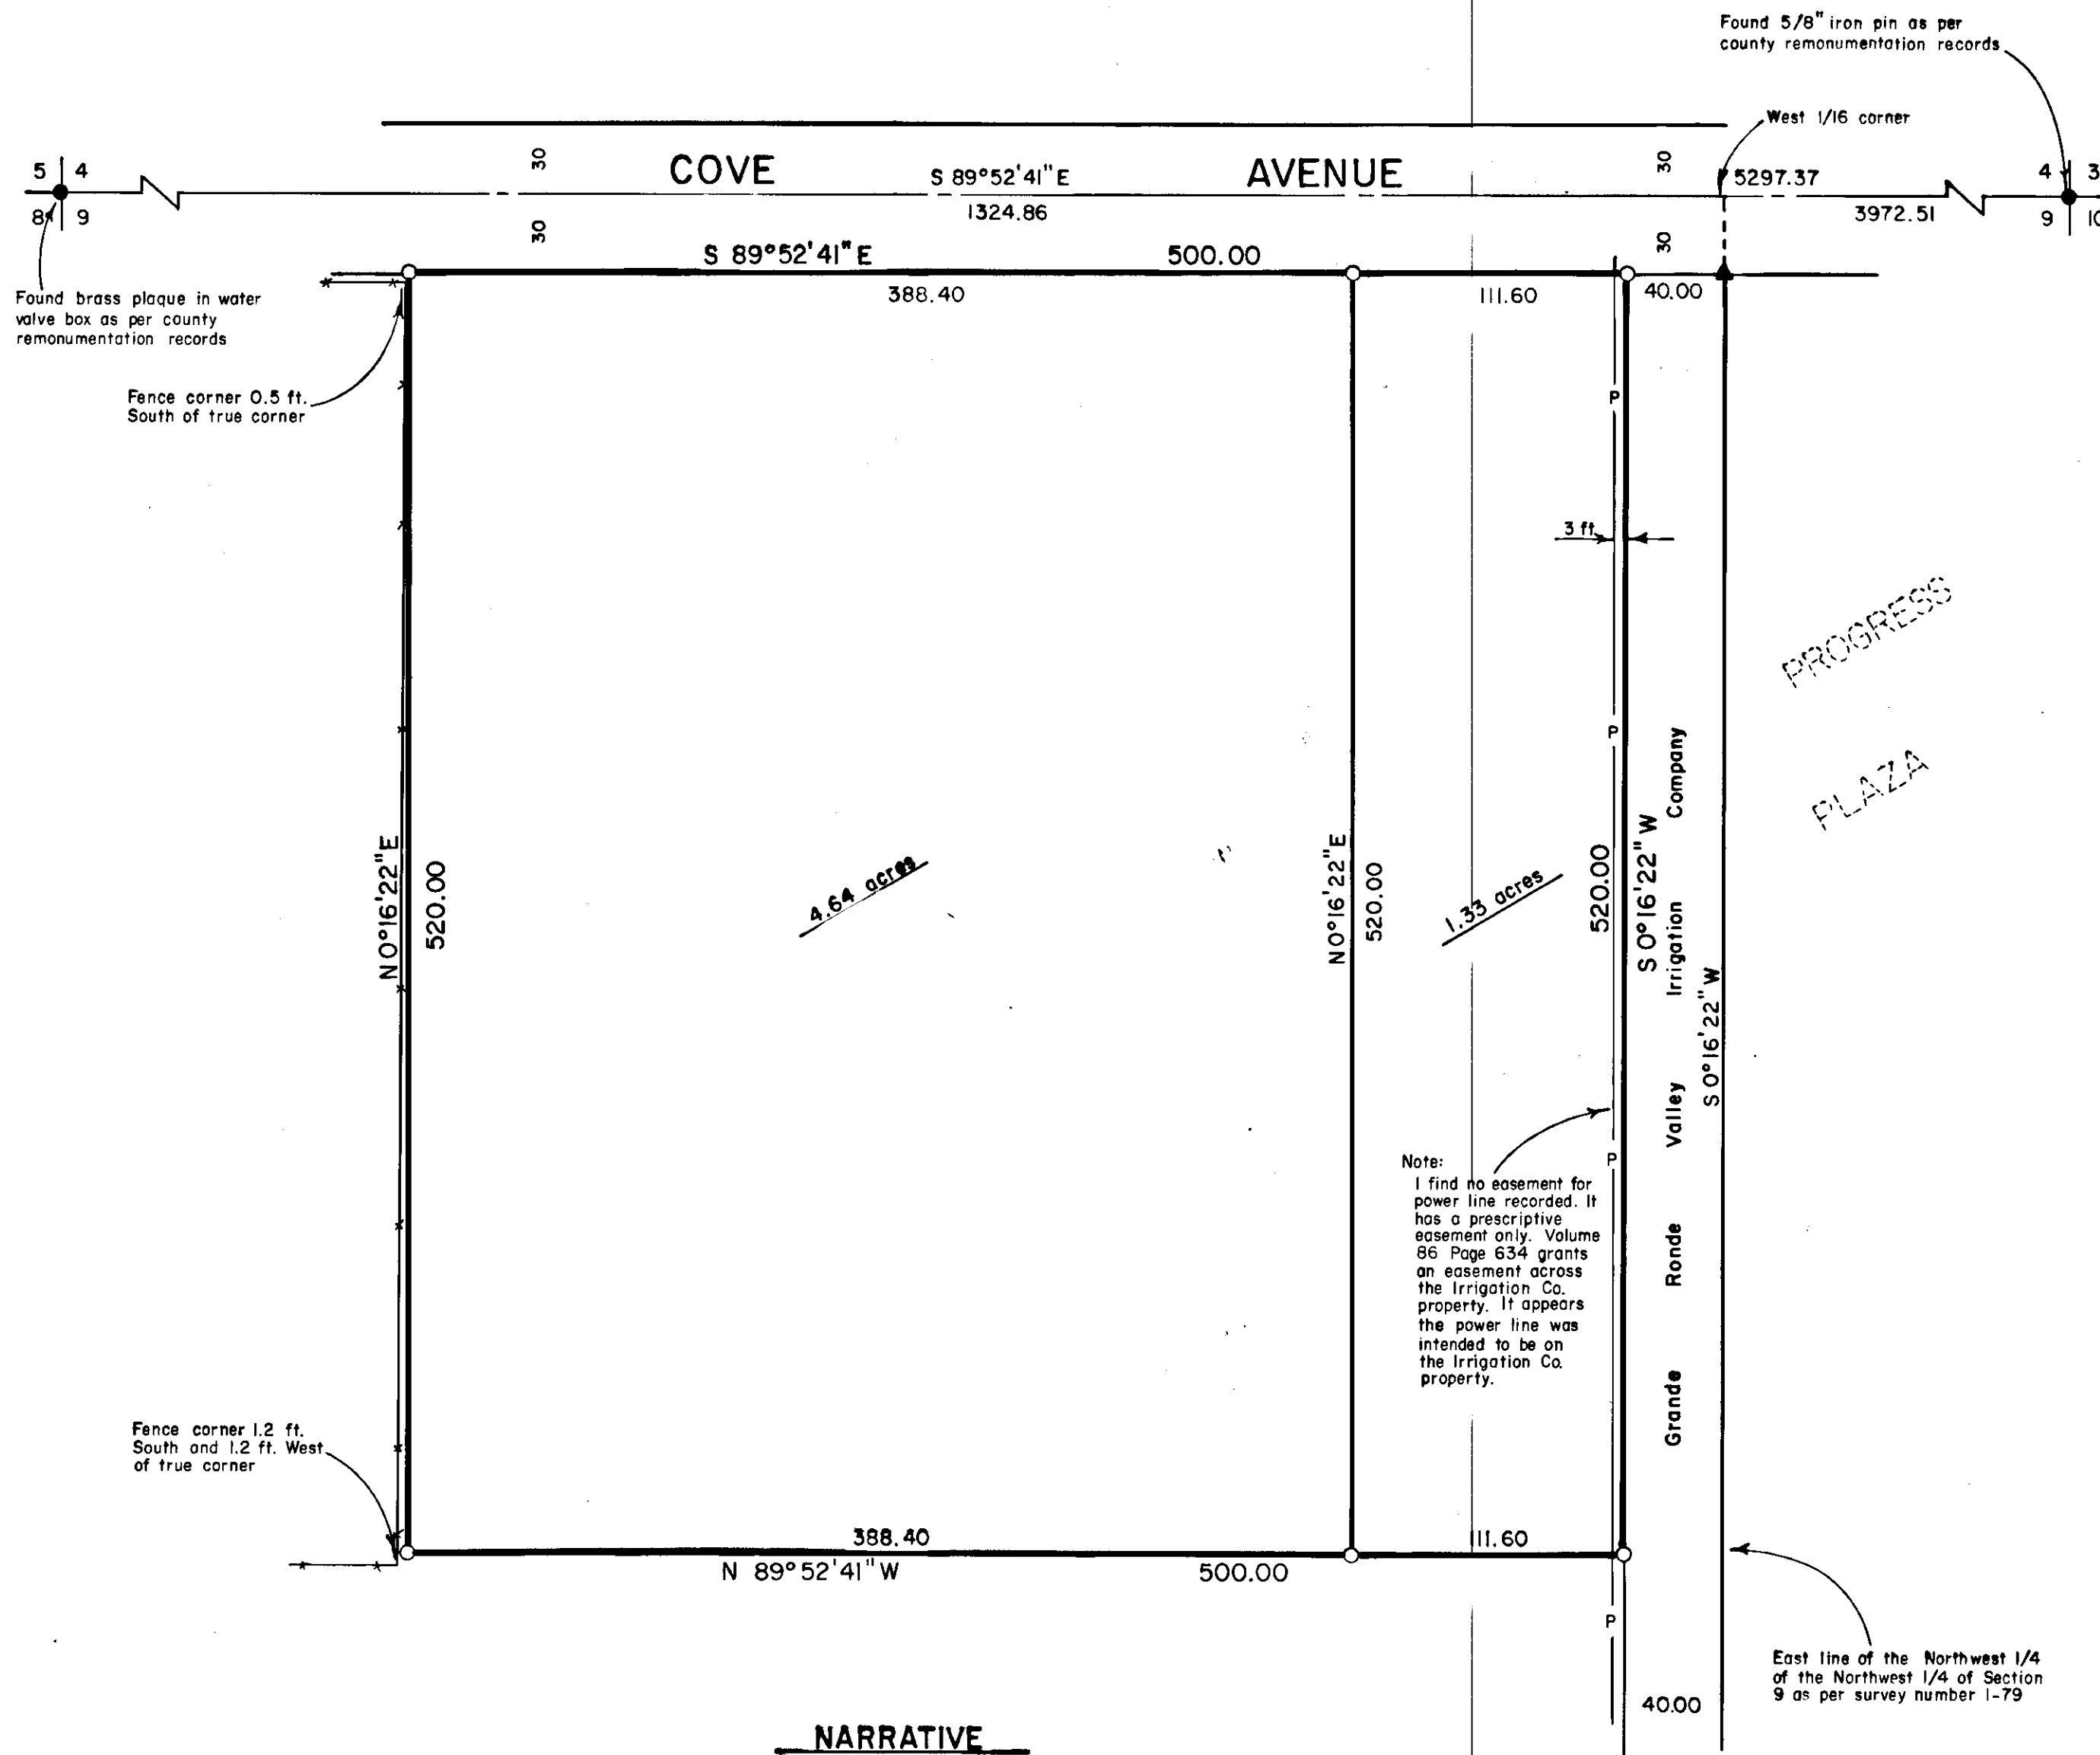 Found 5/8" iron pin as per
county remonumentation records
West 1/16 corner
5 4
8 9
30
COVE AVENUE
S 89°52'41"E
1324.86
30
5297.37
3972.51
4 3
9 10
30
30
S 89°52'41"E 500.00
388.40
111.60
40.00
Found brass plaque in water
valve box as per county
remonumentation records
Fence corner 0.5 ft.
South of true corner
P
3 ft.
PROGRESS
PLAZA
P
N 0°16'22"E
520.00
4.64 acres
N 0°16'22"E
520.00
1.33 acres
520.00
S 0°16'22"W
Grande Ronde Valley Irrigation Company
S 0°16'22"W
P
Note:
I find no easement for
power line recorded. It
has a prescriptive
easement only. Volume
86 Page 634 grants
an easement across
the Irrigation Co.
property. It appears
the power line was
intended to be on
the Irrigation Co.
property.
Fence corner 1.2 ft.
South and 1.2 ft. West
of true corner
388.40
111.60
N 89°52'41"W 500.00
P
East line of the Northwest 1/4
of the Northwest 1/4 of Section
9 as per survey number 1-79
40.00
NARRATIVE